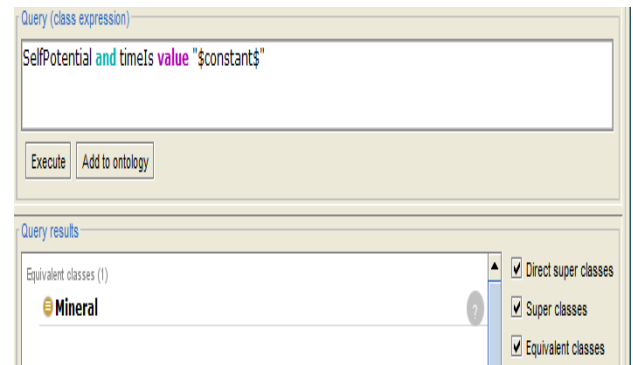 Query (class expression)
SelfPotential and timeIs value "$constant$"
Execute Add to ontology
Query results
Equivalent classes (1)
Mineral
?
Direct super classes
Super classes
Equivalent classes